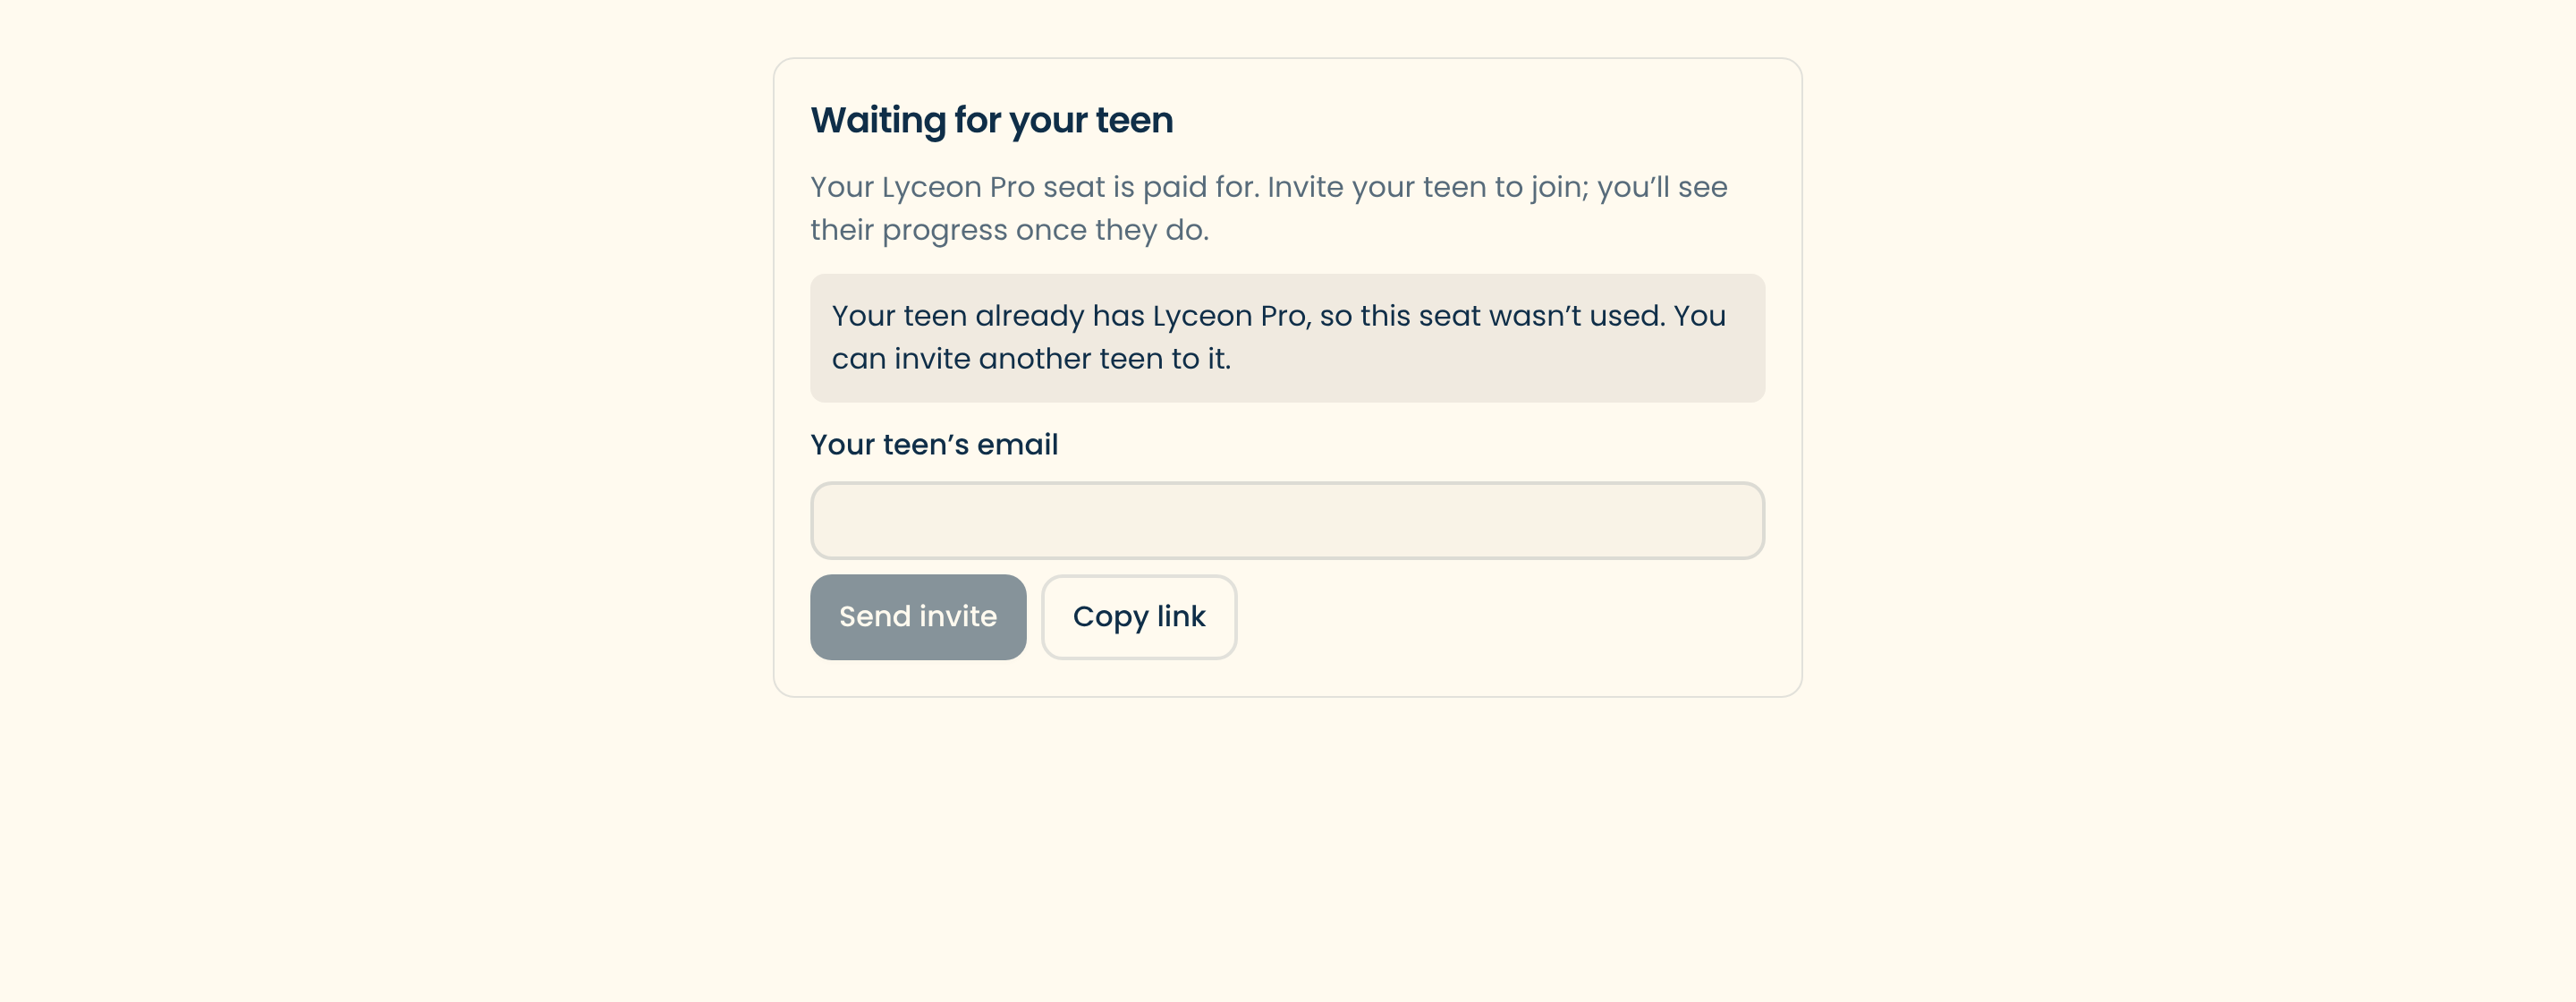 Waiting for your teen
Your Lyceon Pro seat is paid for. Invite your teen to join; you’ll see
their progress once they do.
Your teen already has Lyceon Pro, so this seat wasn’t used. You
can invite another teen to it.
Your teen’s email
Send invite
Copy link